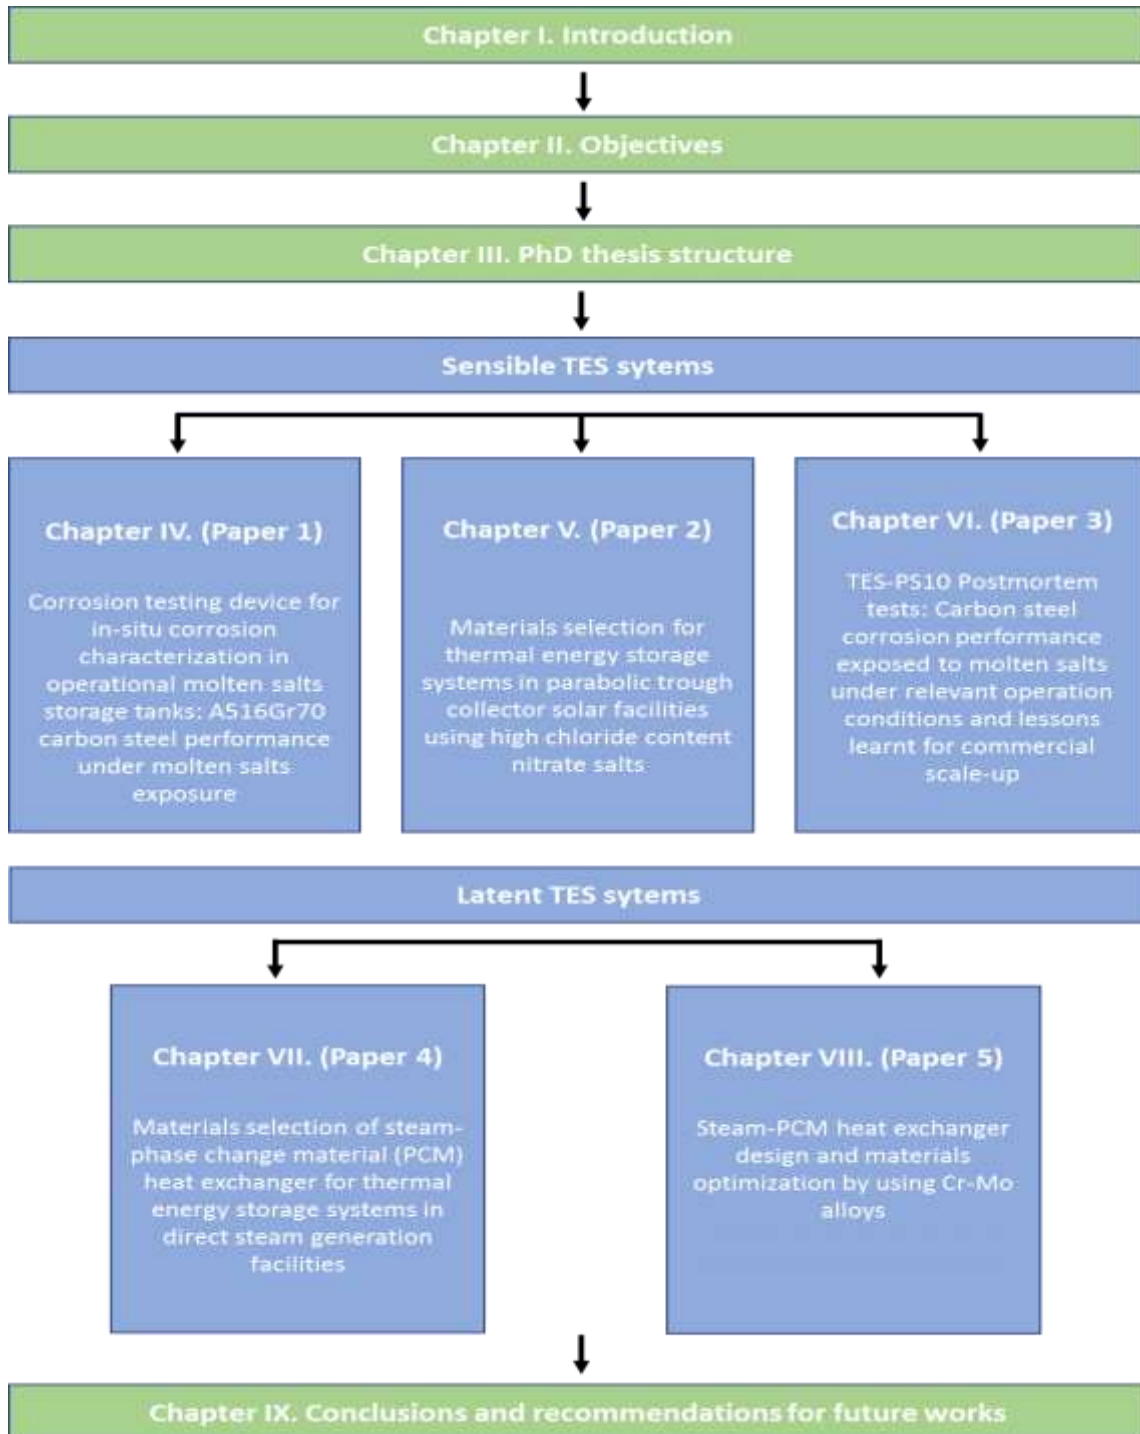 Chapter I. Introduction
Chapter II. Objectives
Chapter III. PhD thesis structure
Sensible TES sytems
Chapter IV. (Paper 1)
Corrosion testing device for
in-situ corrosion
characterization in
operational molten salts
storage tanks: A516Gr70
carbon steel performance
under molten salts
exposure
Chapter V. (Paper 2)
Materials selection for
thermal energy storage
systems in parabolic trough
collector solar facilities
using high chloride content
nitrate salts
Chapter VI. (Paper 3)
TES-PS10 Postmortem
tests: Carbon steel
corrosion performance
exposed to molten salts
under relevant operation
conditions and lessons
learnt for commercial
scale-up
Latent TES sytems
Chapter VII. (Paper 4)
Materials selection of steam-
phase change material (PCM)
heat exchanger for thermal
energy storage systems in
direct steam generation
facilities
Chapter VIII. (Paper 5)
Steam-PCM heat exchanger
design and materials
optimization by using Cr-Mo
alloys
Chapter IX. Conclusions and recommendations for future works